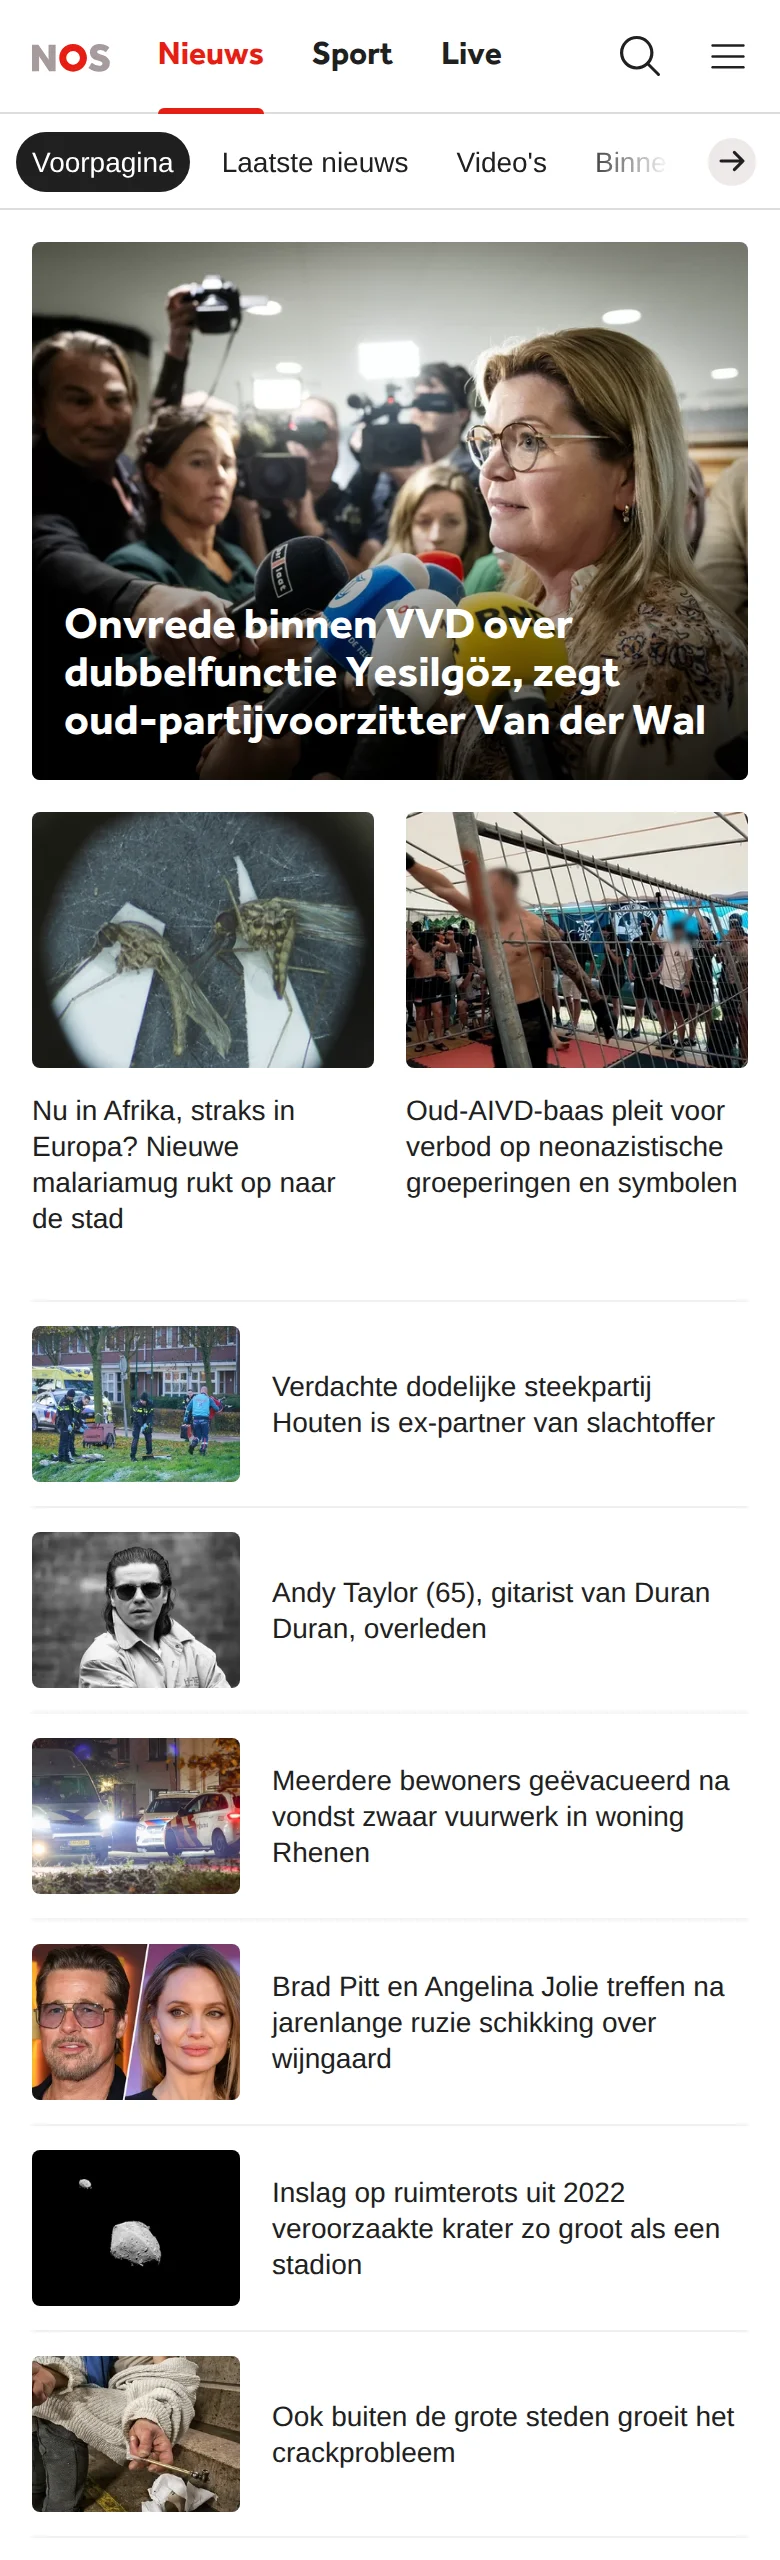 NOS Nieuws Sport Live
Voorpagina Laatste nieuws Video's Binne
BND
Onvrede binnen VVD over
dubbelfunctie Yesilgöz, zegt
oud-partijvoorzitter Van der Wal
Nu in Afrika, straks in
Europa? Nieuwe
malariamug rukt op naar
de stad
Oud-AIVD-baas pleit voor
verbod op neonazistische
groeperingen en symbolen
Verdachte dodelijke steekpartij
Houten is ex-partner van slachtoffer
Andy Taylor (65), gitarist van Duran
Duran, overleden
Meerdere bewoners geëvacueerd na
vondst zwaar vuurwerk in woning
Rhenen
Brad Pitt en Angelina Jolie treffen na
jarenlange ruzie schikking over
wijngaard
Inslag op ruimterots uit 2022
veroorzaakte krater zo groot als een
stadion
Ook buiten de grote steden groeit het
crackprobleem